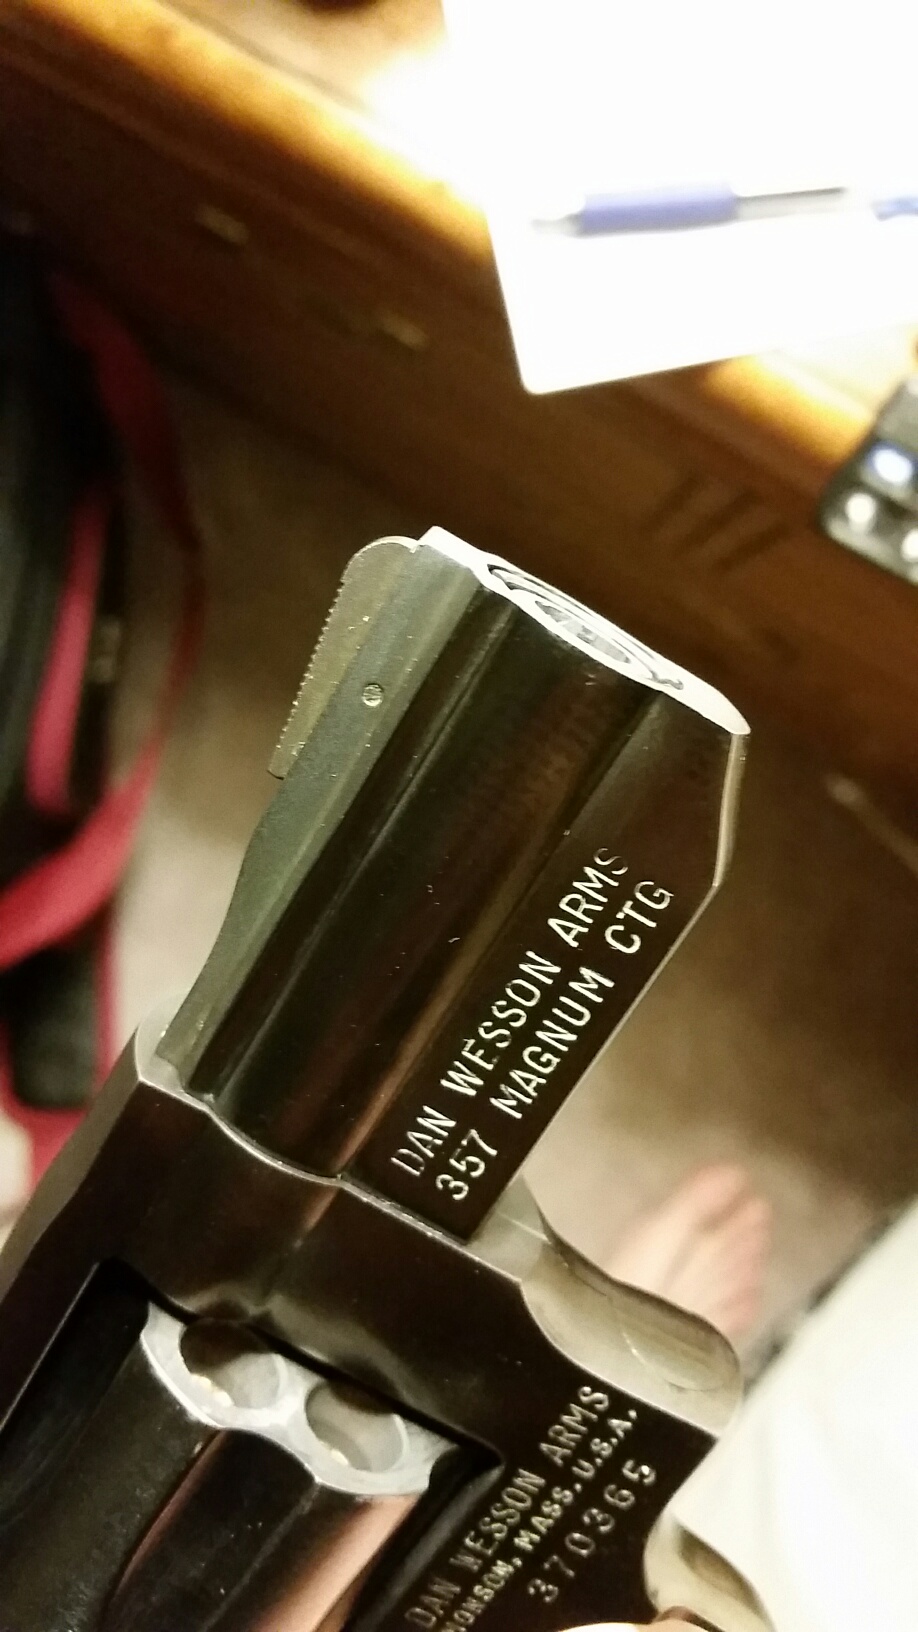 DAN WESSON ARMS
357 MAGNUM CTG
DAN WESSON ARMS
MONSON, MASS. U.S.A.
370365